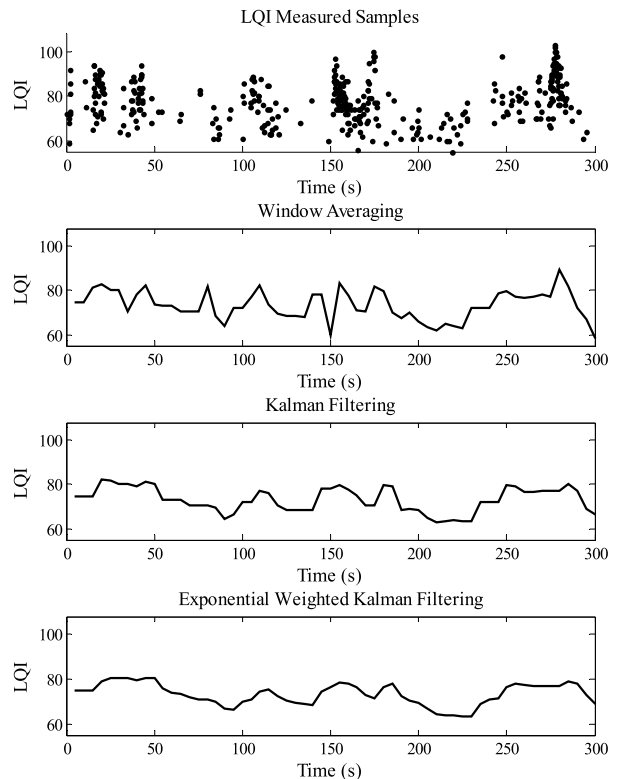 LQI Measured Samples
100
80
60
LQI
0 50 100 150 200 250 300
Time (s)
Window Averaging
100
80
60
LQI
0 50 100 150 200 250 300
Time (s)
Kalman Filtering
100
80
60
LQI
0 50 100 150 200 250 300
Time (s)
Exponential Weighted Kalman Filtering
100
80
60
LQI
0 50 100 150 200 250 300
Time (s)